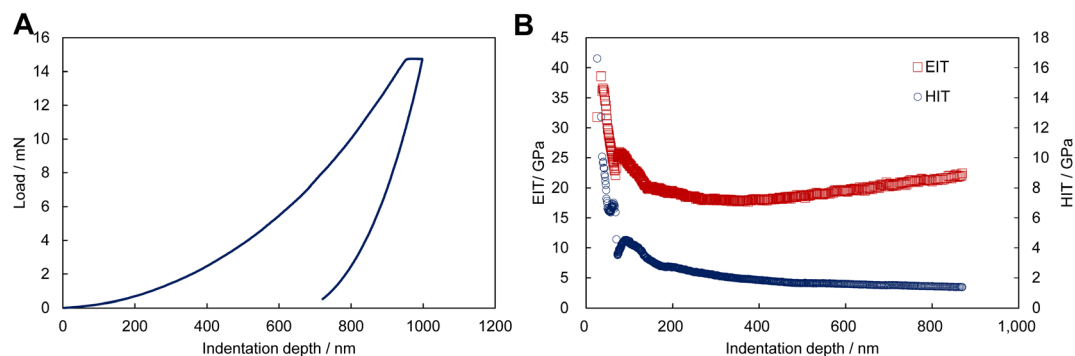 A
16
14
12
10
8
6
4
2
0
Load / mN
0 200 400 600 800 1000 1200
Indentation depth / nm
B
45
40
35
30
25
20
15
10
5
0
EIT/ GPa
EIT
HIT
18
16
14
12
10
8
6
4
2
0
HIT/ GPa
0 200 400 600 800 1,000
Indentation depth / nm